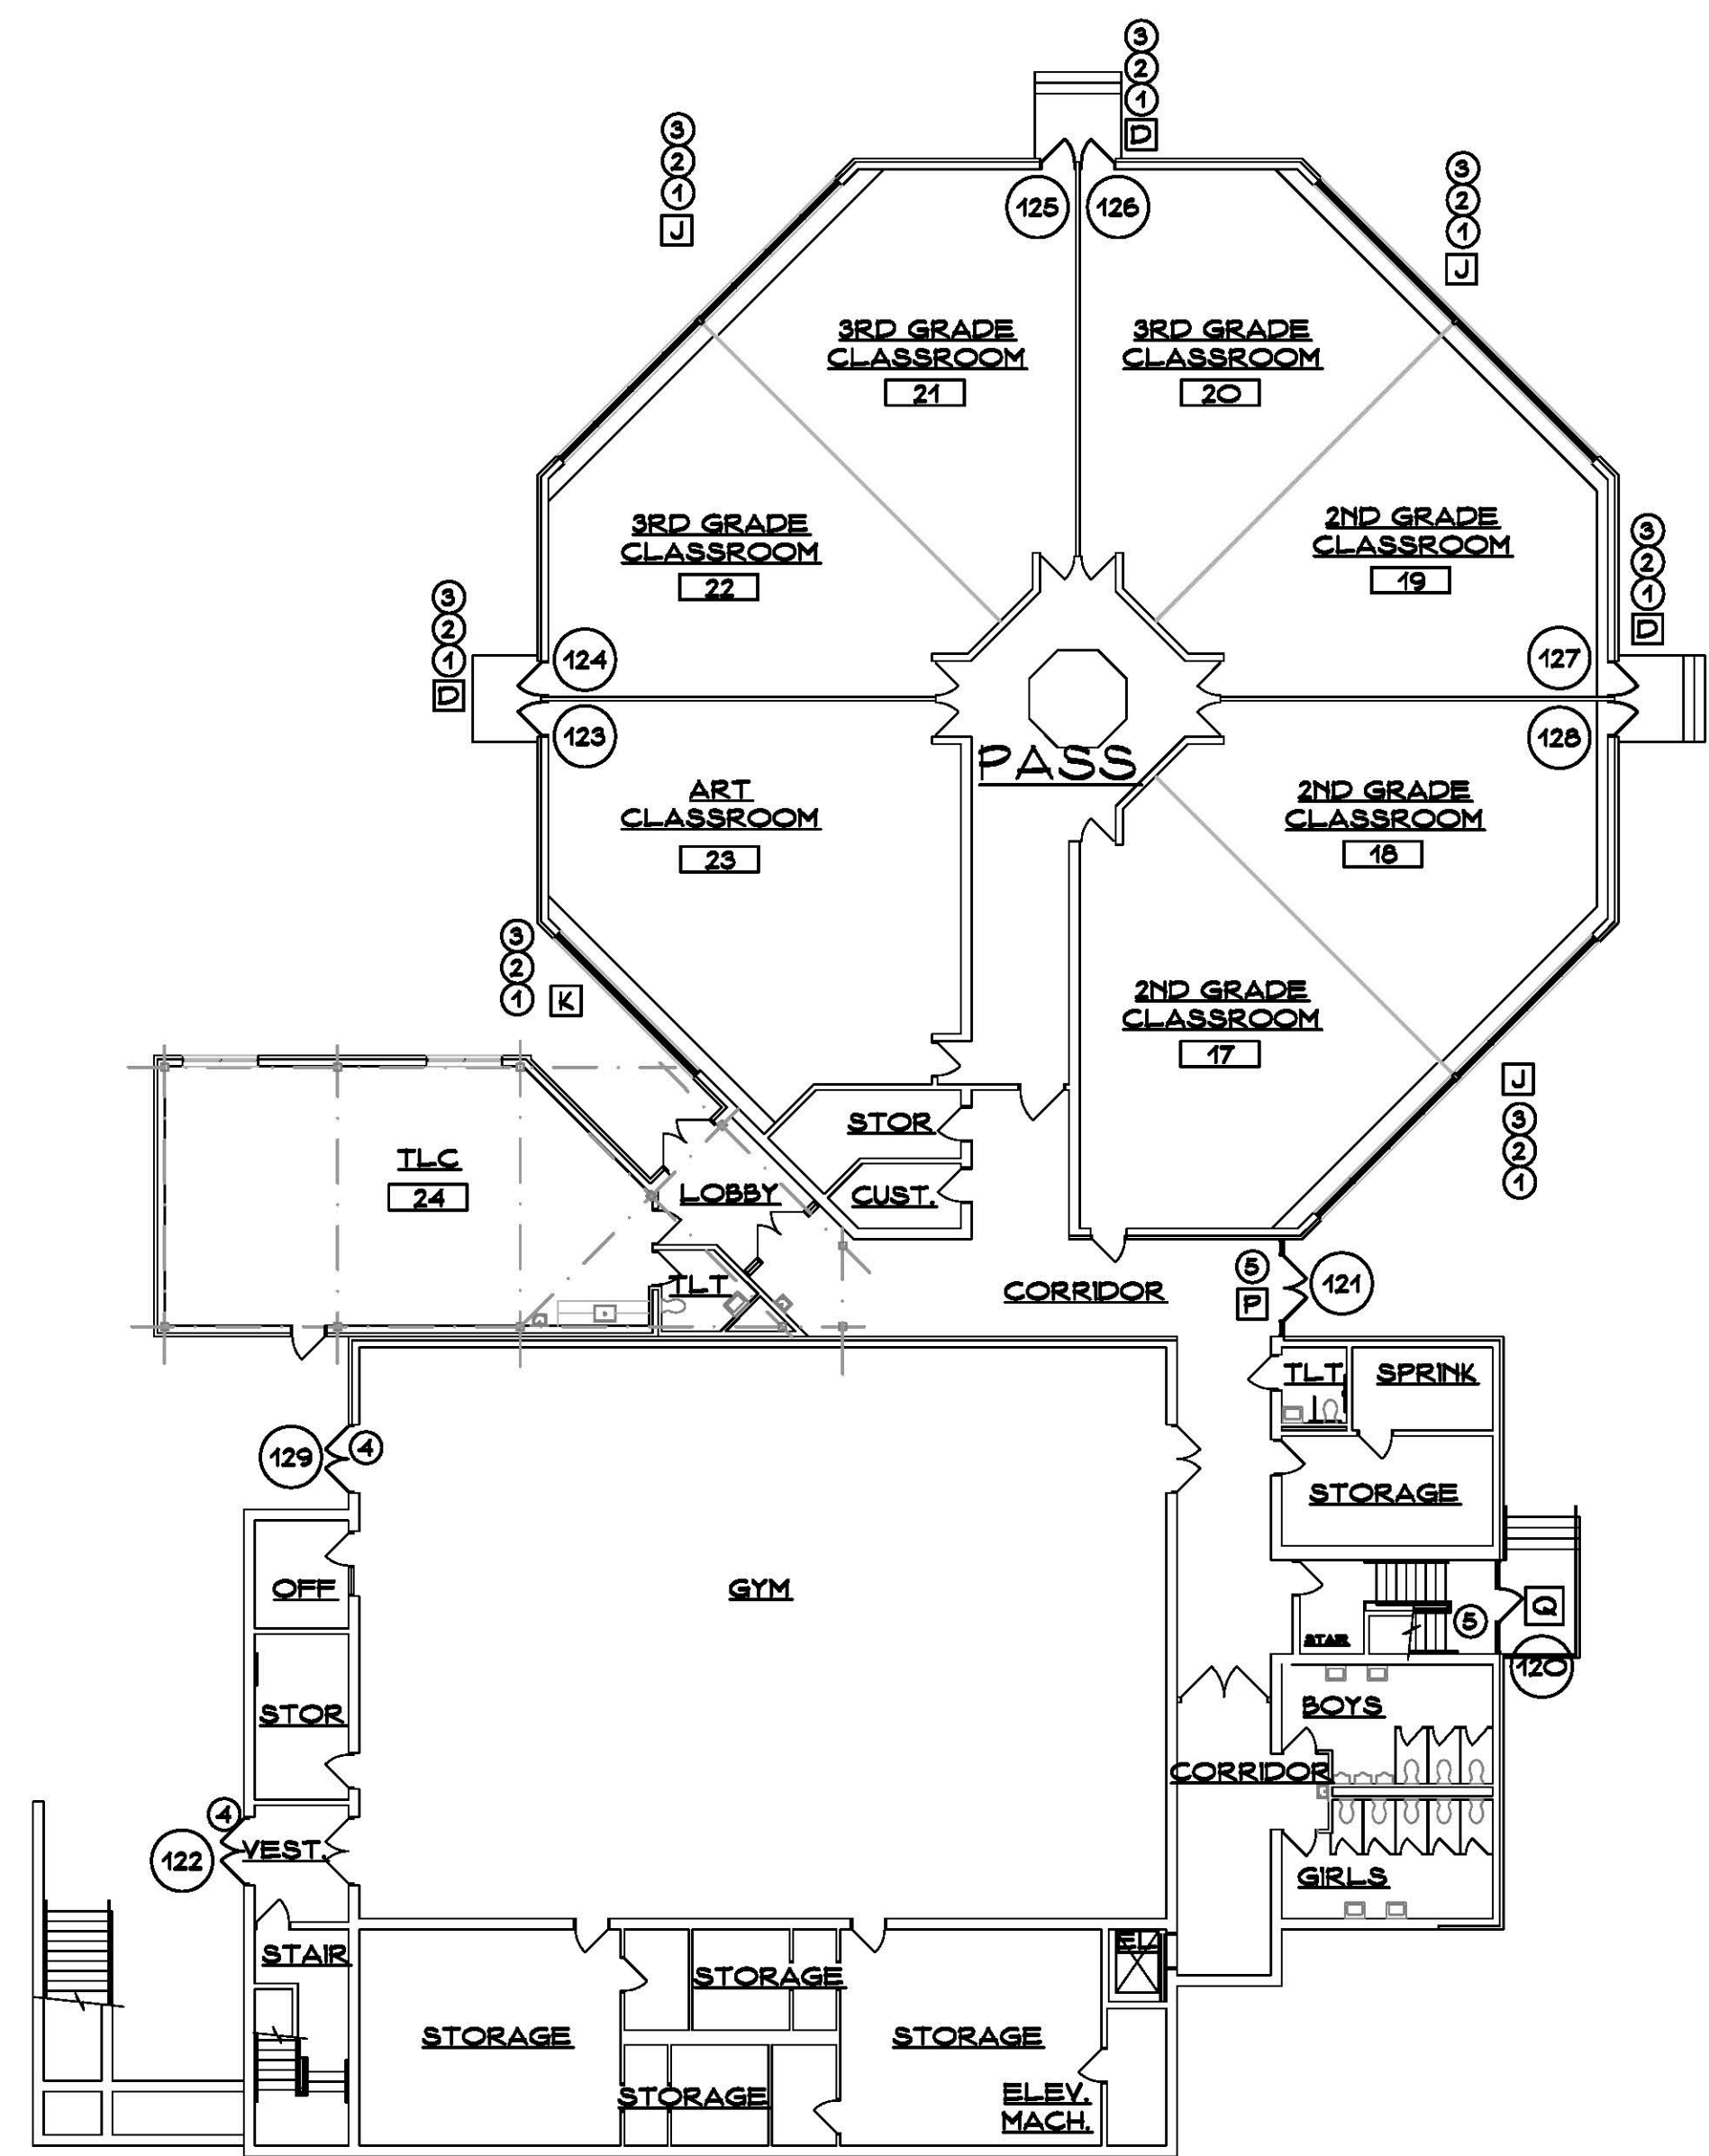 3
2
1
D
3
2
1
J
3
2
1
J
125
126
3RD GRADE
CLASSROOM
21
3RD GRADE
CLASSROOM
20
3RD GRADE
CLASSROOM
22
2ND GRADE
CLASSROOM
19
3
2
1
D
3
2
1
D
124
123
127
128
PASS
ART
CLASSROOM
23
2ND GRADE
CLASSROOM
18
3
2
1
K
2ND GRADE
CLASSROOM
17
J
3
2
1
TLC
24
LOBBY
STOR
CUST.
TLT
CORRIDOR
5
P
121
TLT
SPRINK
STORAGE
129
4
OFF
GYM
STAIR
5
Q
120
STOR
BOYS
CORRIDOR
4
122
VEST.
GIRLS
STAIR
EL
STORAGE
STORAGE
STORAGE
STORAGE
ELEV.
MACH.